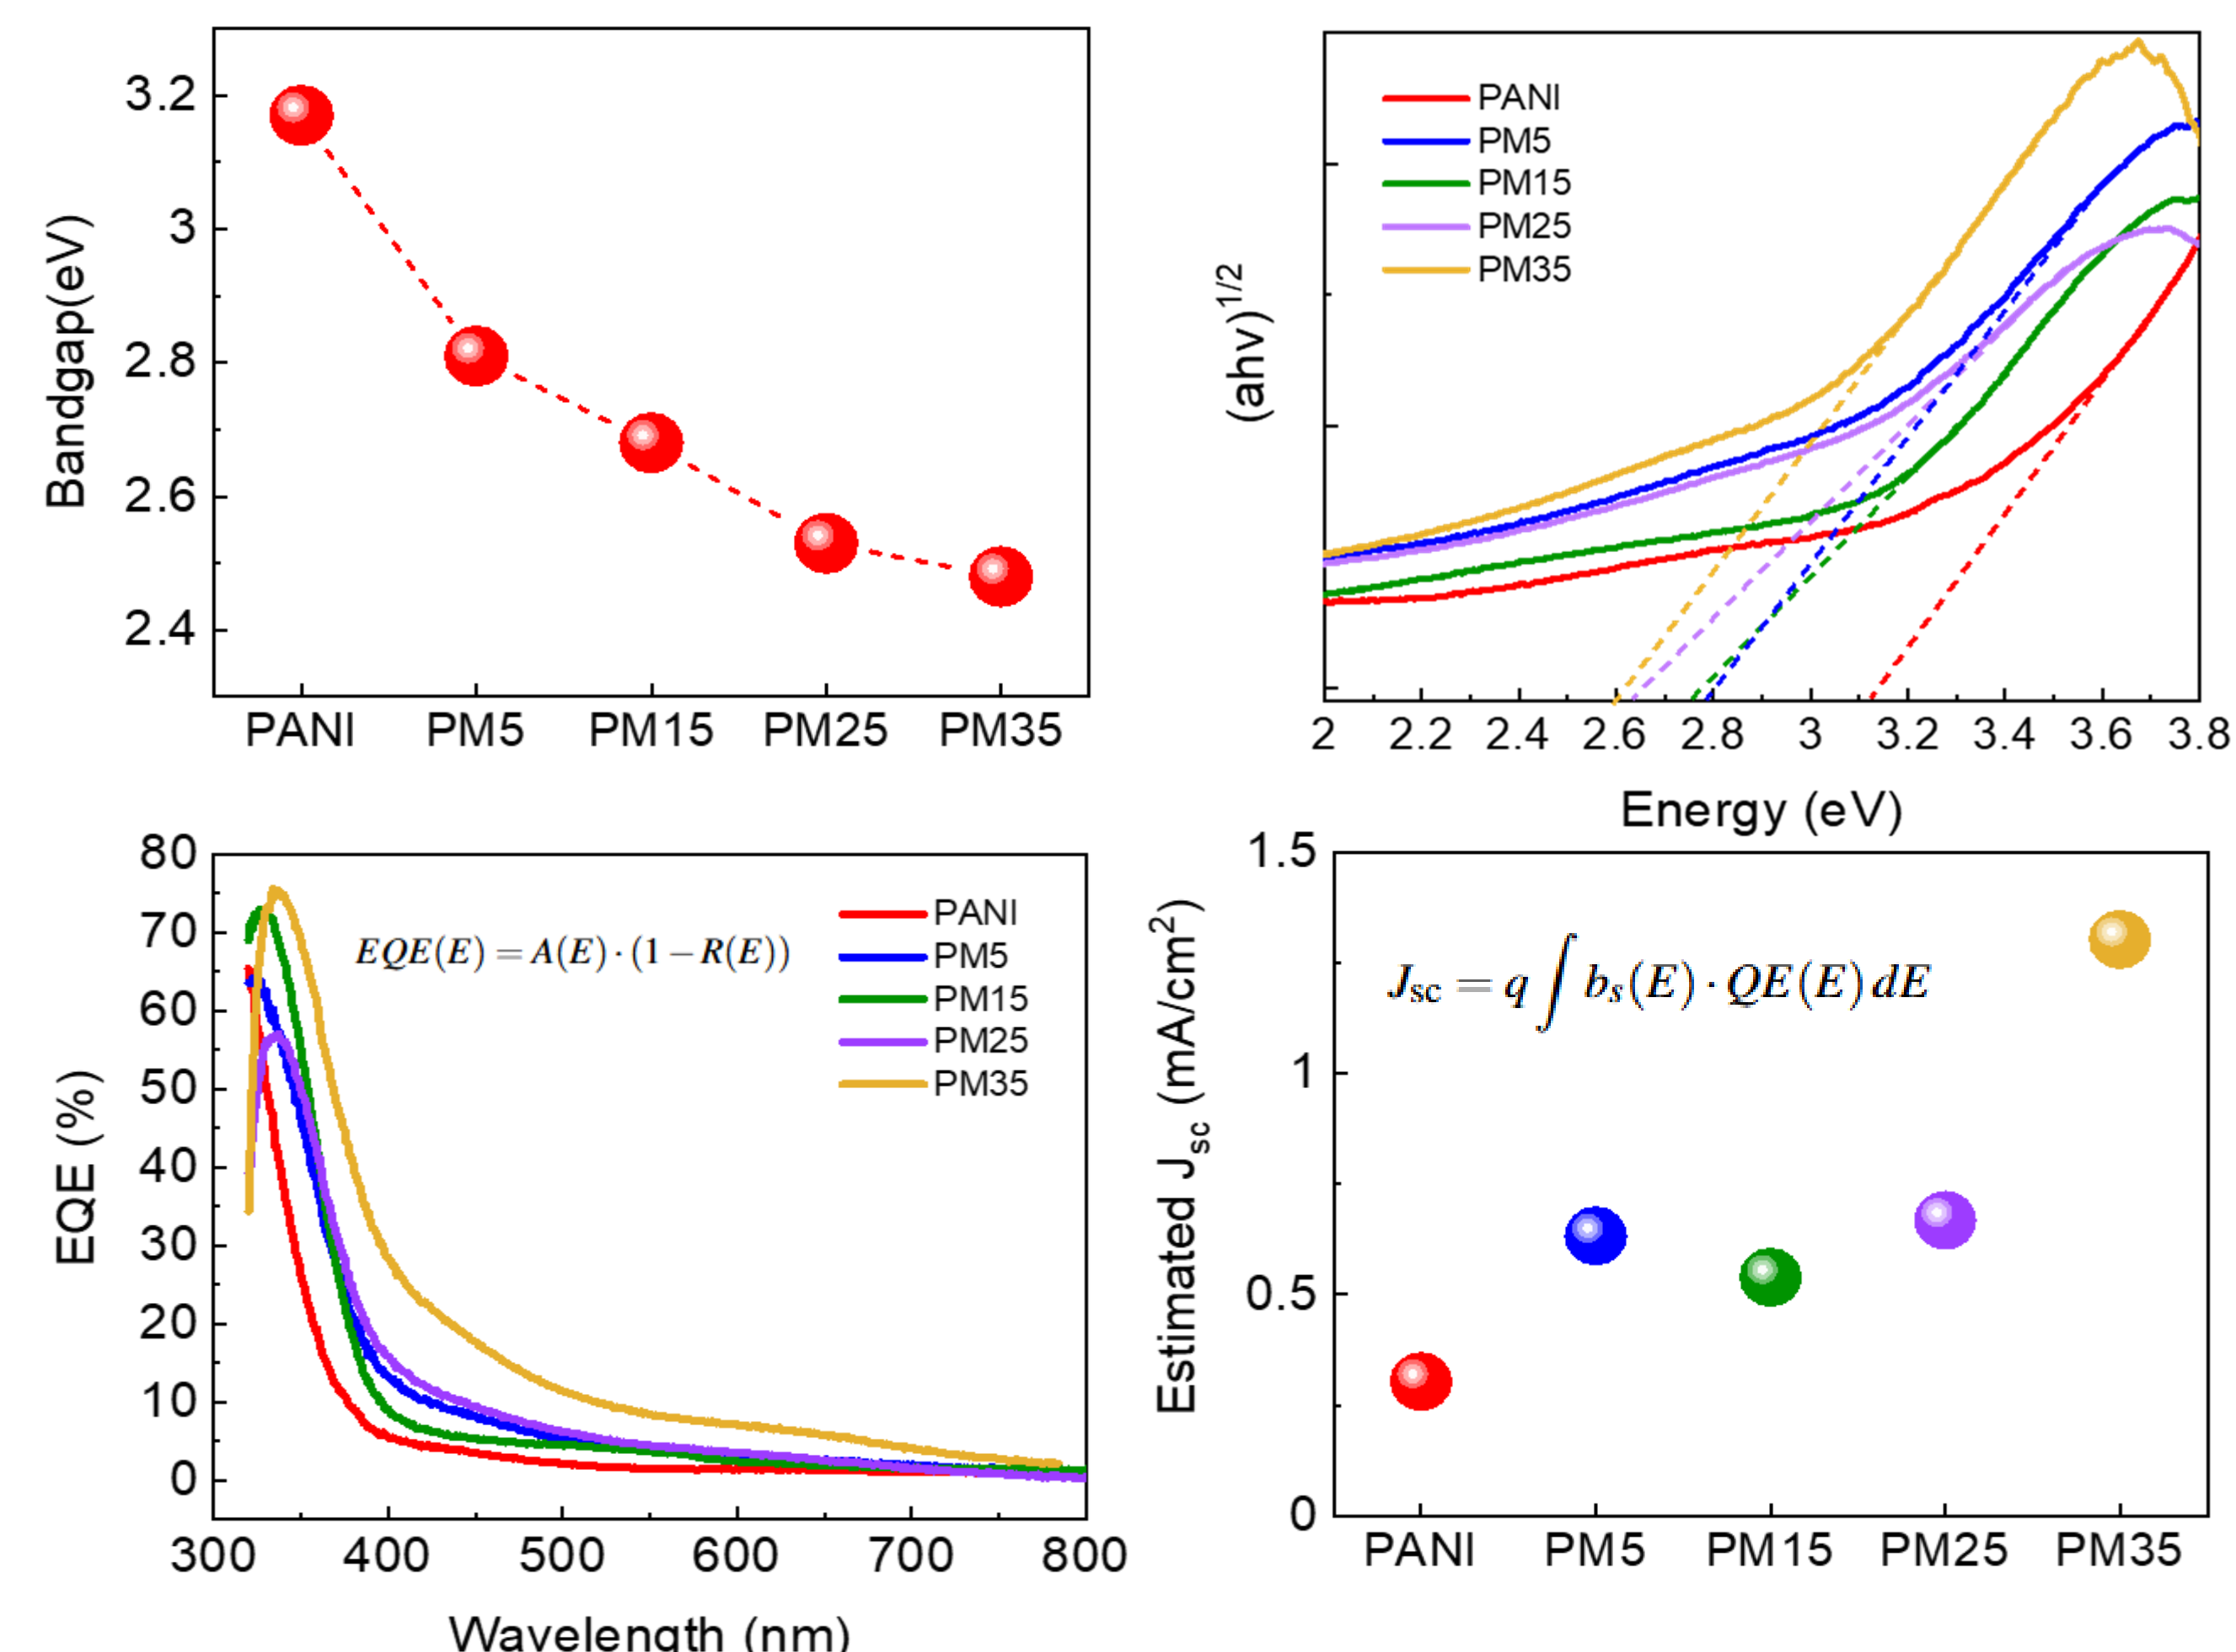 Bandgap(eV)
3.2
3
2.8
2.6
2.4
PANI PM5 PM15 PM25 PM35
(ahv)^1/2
PANI
PM5
PM15
PM25
PM35
2 2.2 2.4 2.6 2.8 3 3.2 3.4 3.6 3.8
Energy (eV)
EQE (%)
80
70
60
50
40
30
20
10
0
EQE(E) = A(E) · (1 − R(E))
PANI
PM5
PM15
PM25
PM35
300 400 500 600 700 800
Wavelength (nm)
Estimated J_sc (mA/cm^2)
1.5
1
0.5
0
J_sc = q ∫ b_s(E) · QE(E) dE
PANI PM5 PM15 PM25 PM35